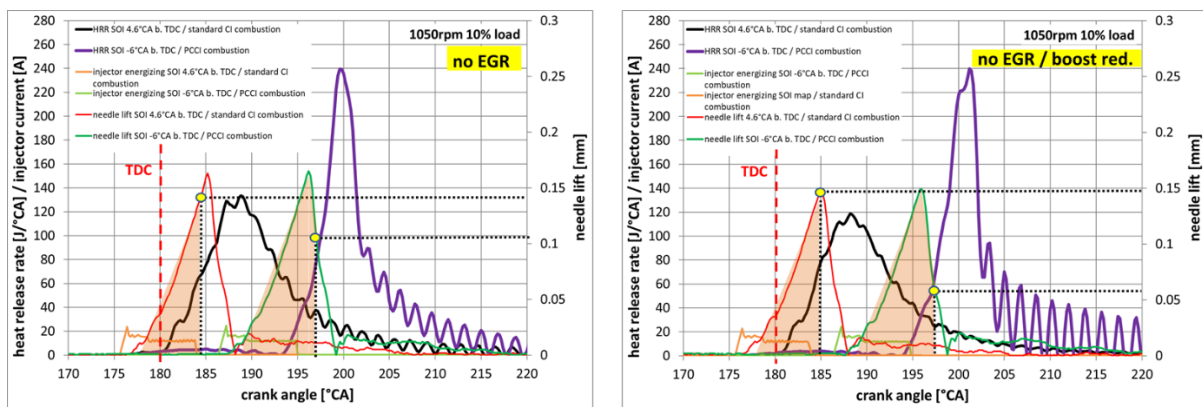 HRR SOI 4.6°CA b. TDC / standard CI combustion
HRR SOI -6°CA b. TDC / PCCI combustion
injector energizing SOI 4.6°CA b. TDC / standard CI
combustion
injector energizing SOI -6°CA b. TDC / PCCI combustion
needle lift SOI 4.6°CA b. TDC / standard CI combustion
needle lift SOI -6°CA b. TDC / PCCI combustion
1050rpm 10% load
no EGR
TDC
heat release rate [J/°CA] / injector current [A]
280
260
240
220
200
180
160
140
120
100
80
60
40
20
0
0.3
0.25
0.2
0.15
0.1
0.05
0
needle lift [mm]
170 175 180 185 190 195 200 205 210 215 220
crank angle [°CA]
HRR SOI 4.6°CA b. TDC / standard CI combustion
HRR SOI -6°CA b. TDC / PCCI combustion
injector energizing SOI -6°CA b. TDC / PCCI
combustion
injector energizing SOI map / standard CI
combustion
needle lift 4.6°CA b. TDC / standard CI combustion
needle lift SOI -6°CA b. TDC / PCCI combustion
1050rpm 10% load
no EGR / boost red.
TDC
heat release rate [J/°CA] / injector current [A]
280
260
240
220
200
180
160
140
120
100
80
60
40
20
0
0.3
0.25
0.2
0.15
0.1
0.05
0
needle lift (mm)
170 175 180 185 190 195 200 205 210 215 220
crank angle [°CA]